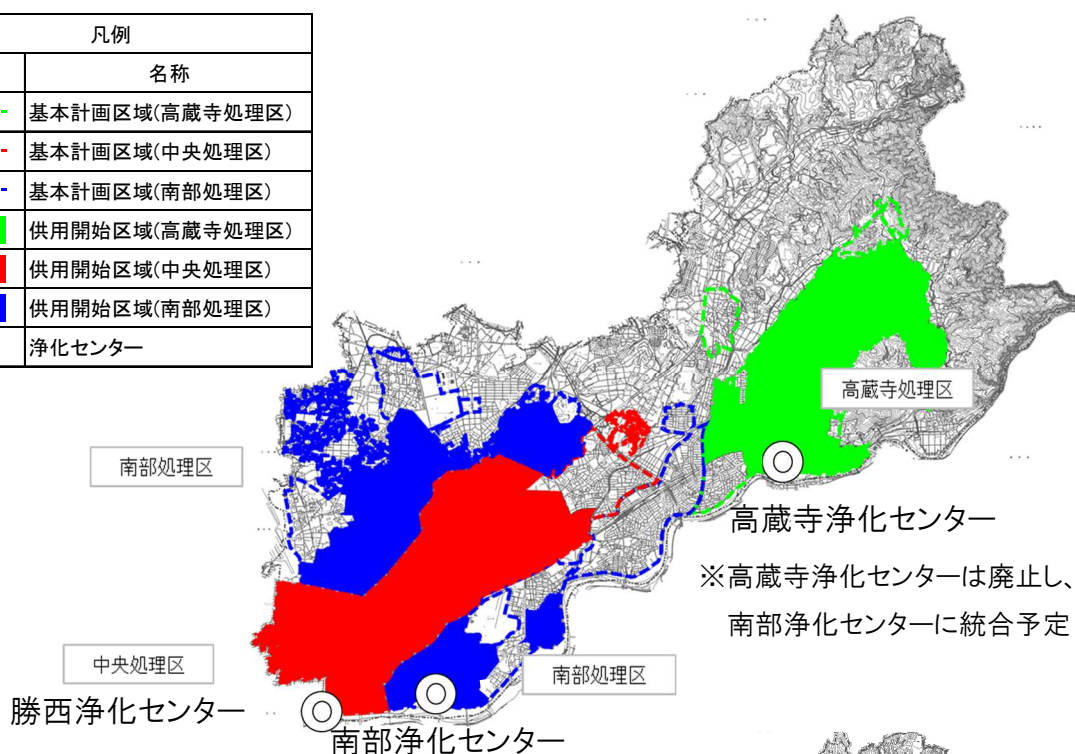 凡例
名称
基本計画区域(高蔵寺処理区)
基本計画区域(中央処理区)
基本計画区域(南部処理区)
供用開始区域(高蔵寺処理区)
供用開始区域(中央処理区)
供用開始区域(南部処理区)
浄化センター
高蔵寺処理区
南部処理区
高蔵寺浄化センター
※高蔵寺浄化センターは廃止し、
南部浄化センターに統合予定
中央処理区
南部処理区
勝西浄化センター
南部浄化センター